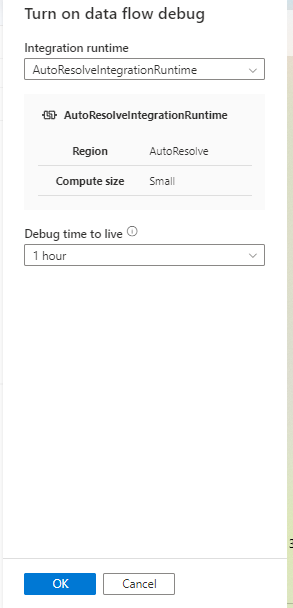 Turn on data flow debug
Integration runtime
AutoResolveIntegrationRuntime
AutoResolveIntegrationRuntime
Region AutoResolve
Compute size Small
Debug time to live
1 hour
OK Cancel